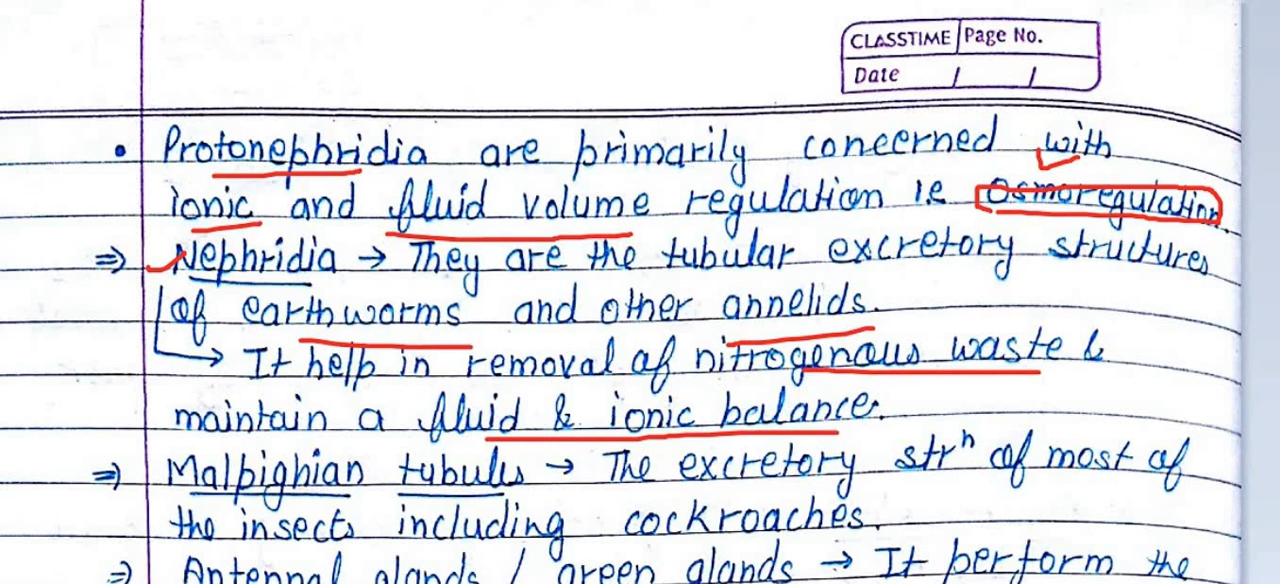 CLASSTIME Page No.
Date / /
• Protonephridia are primarily concerned with
ionic and fluid volume regulation i.e osmoregulation.
⇒ Nephridia → They are the tubular excretory structures
of earthworms and other annelids.
→ It help in removal of nitrogenous waste &
maintain a fluid & ionic balance.
⇒ Malpighian tubules → The excretory strⁿ of most of
the insects including cockroaches.
⇒ Antennal glands / green glands → It perform the